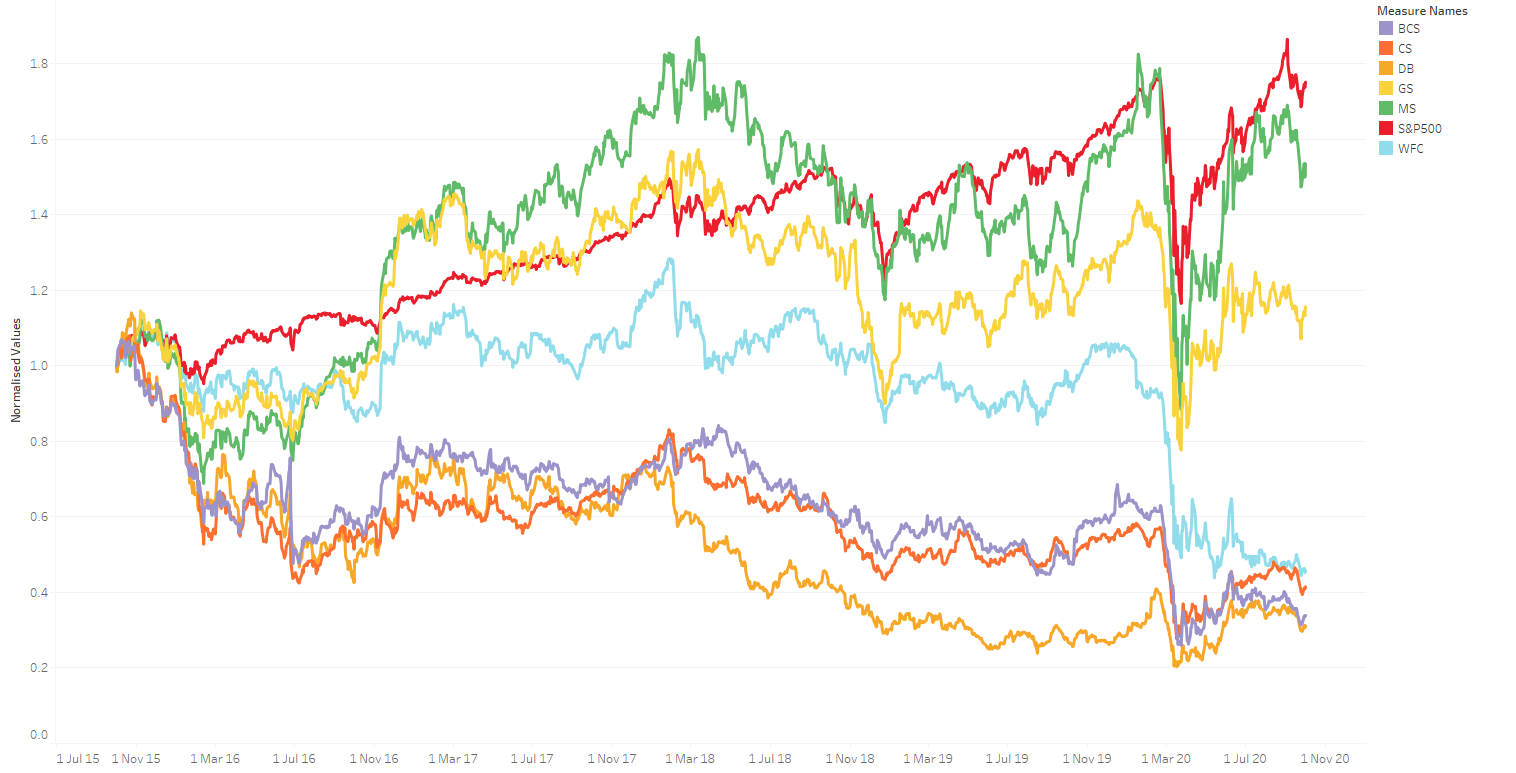 Measure Names
BCS
CS
DB
GS
MS
S&P500
WFC
Normalised Values
1.8
1.6
1.4
1.2
1.0
0.8
0.6
0.4
0.2
0.0
1 Jul 15 1 Nov 15 1 Mar 16 1 Jul 16 1 Nov 16 1 Mar 17 1 Jul 17 1 Nov 17 1 Mar 18 1 Jul 18 1 Nov 18 1 Mar 19 1 Jul 19 1 Nov 19 1 Mar 20 1 Jul 20 1 Nov 20